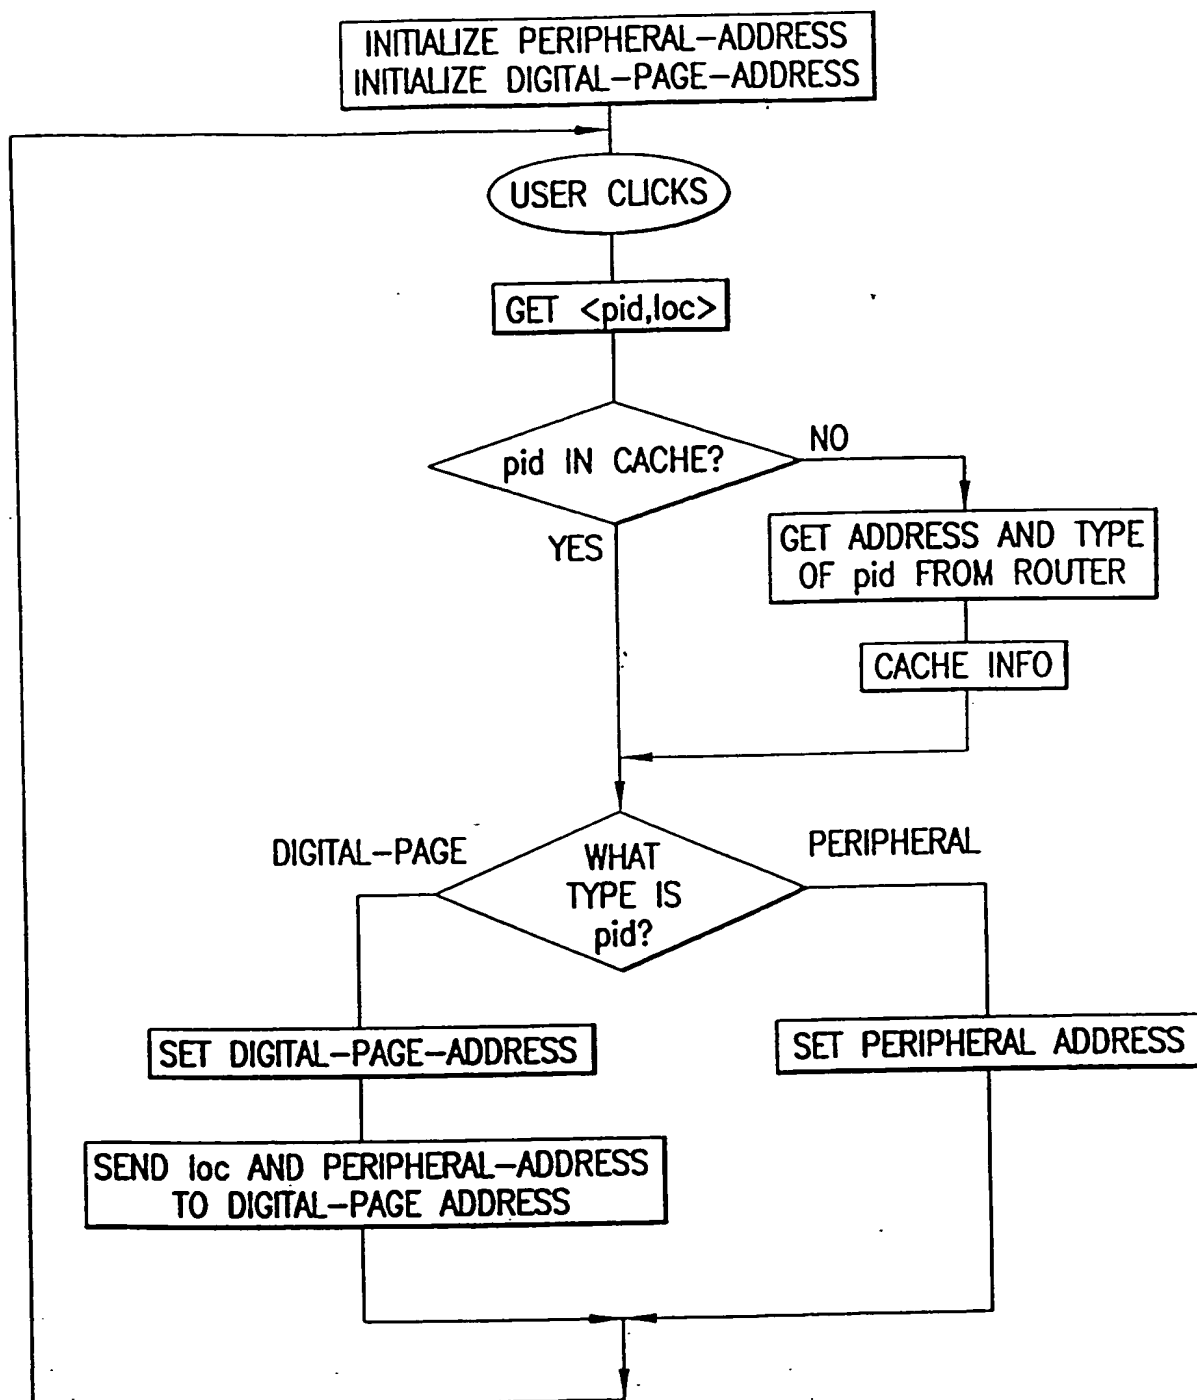 INITIALIZE PERIPHERAL-ADDRESS
INITIALIZE DIGITAL-PAGE-ADDRESS
USER CLICKS
GET <pid,loc>
pid IN CACHE?
NO
YES
GET ADDRESS AND TYPE
OF pid FROM ROUTER
CACHE INFO
DIGITAL-PAGE
WHAT
TYPE IS
pid?
PERIPHERAL
SET DIGITAL-PAGE-ADDRESS
SET PERIPHERAL ADDRESS
SEND loc AND PERIPHERAL-ADDRESS
TO DIGITAL-PAGE ADDRESS